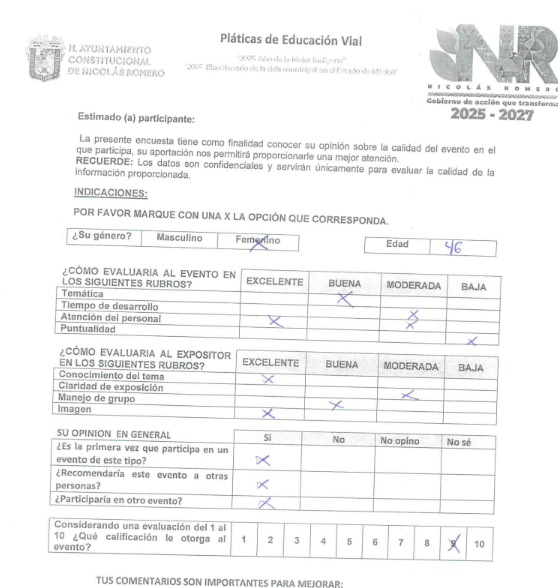 H. AYUNTAMIENTO
CONSTITUCIONAL
DE NICOLÁS ROMERO
Pláticas de Educación Vial
"2025. Año de la Mujer Indígena"
"2025. Bicentenario de la vida municipal en el Estado de México"
NR
NICOLÁS ROMERO
Gobierno de acción que transforma
2025 - 2027
Estimado (a) participante:
La presente encuesta tiene como finalidad conocer su opinión sobre la calidad del evento en el
que participa, su aportación nos permitirá proporcionarle una mejor atención.
RECUERDE: Los datos son confidenciales y servirán únicamente para evaluar la calidad de la
información proporcionada.
INDICACIONES:
POR FAVOR MARQUE CON UNA X LA OPCIÓN QUE CORRESPONDA.
¿Su género? Masculino Femenino X Edad 46
¿CÓMO EVALUARIA AL EVENTO EN
LOS SIGUIENTES RUBROS? EXCELENTE BUENA MODERADA BAJA
Temática X
Tiempo de desarrollo X
Atención del personal X X
Puntualidad X
¿CÓMO EVALUARIA AL EXPOSITOR
EN LOS SIGUIENTES RUBROS? EXCELENTE BUENA MODERADA BAJA
Conocimiento del tema X
Claridad de exposición X
Manejo de grupo X
Imagen X
SU OPINION EN GENERAL Si No No opino No sé
¿Es la primera vez que participa en un
evento de este tipo? X
¿Recomendaría este evento a otras
personas? X
¿Participaría en otro evento? X
Considerando una evaluación del 1 al
10 ¿Qué calificación le otorga al
evento? 1 2 3 4 5 6 7 8 9 X 10
TUS COMENTARIOS SON IMPORTANTES PARA MEJORAR: